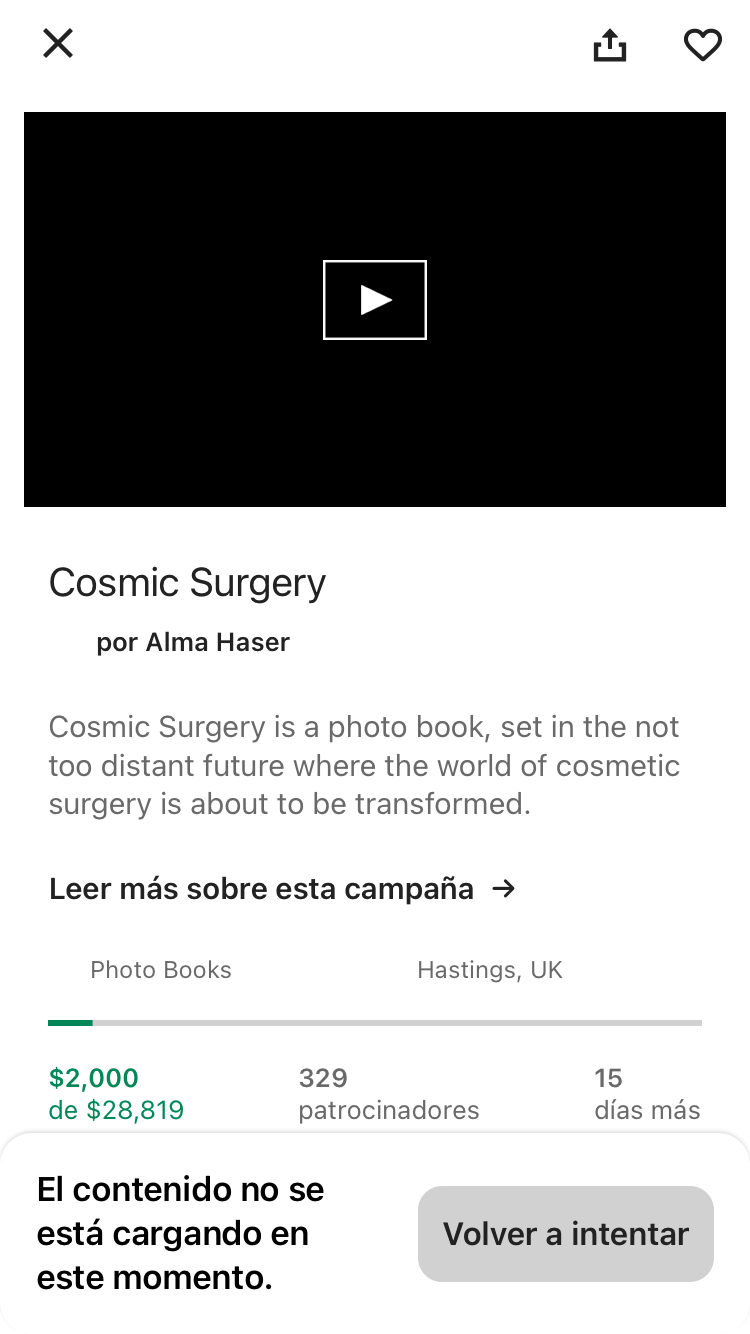 Cosmic Surgery
por Alma Haser
Cosmic Surgery is a photo book, set in the not
too distant future where the world of cosmetic
surgery is about to be transformed.
Leer más sobre esta campaña →
Photo Books
Hastings, UK
$2,000
de $28,819
329
patrocinadores
15
días más
El contenido no se
está cargando en
este momento.
Volver a intentar